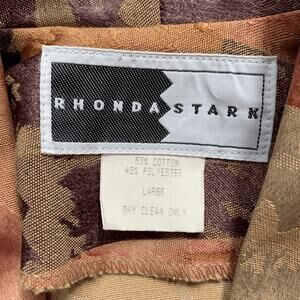 RHONDA STARK
57% COTTON
43% POLYESTER
LARGE
DRY CLEAN ONLY